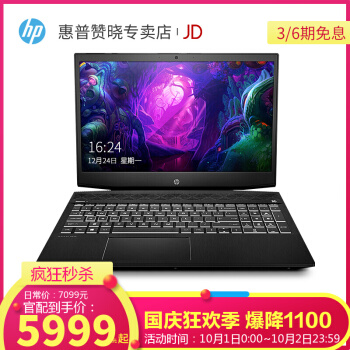 hp 惠普赞晓专卖店 JD
3/6期免息
16:24
12月24日 星期一
hp
疯狂秒杀
日常价：7099元
官配到手价：
5999元起
国庆狂欢季 爆降1100
活动时间：10月1日0:00~10月2日23:59